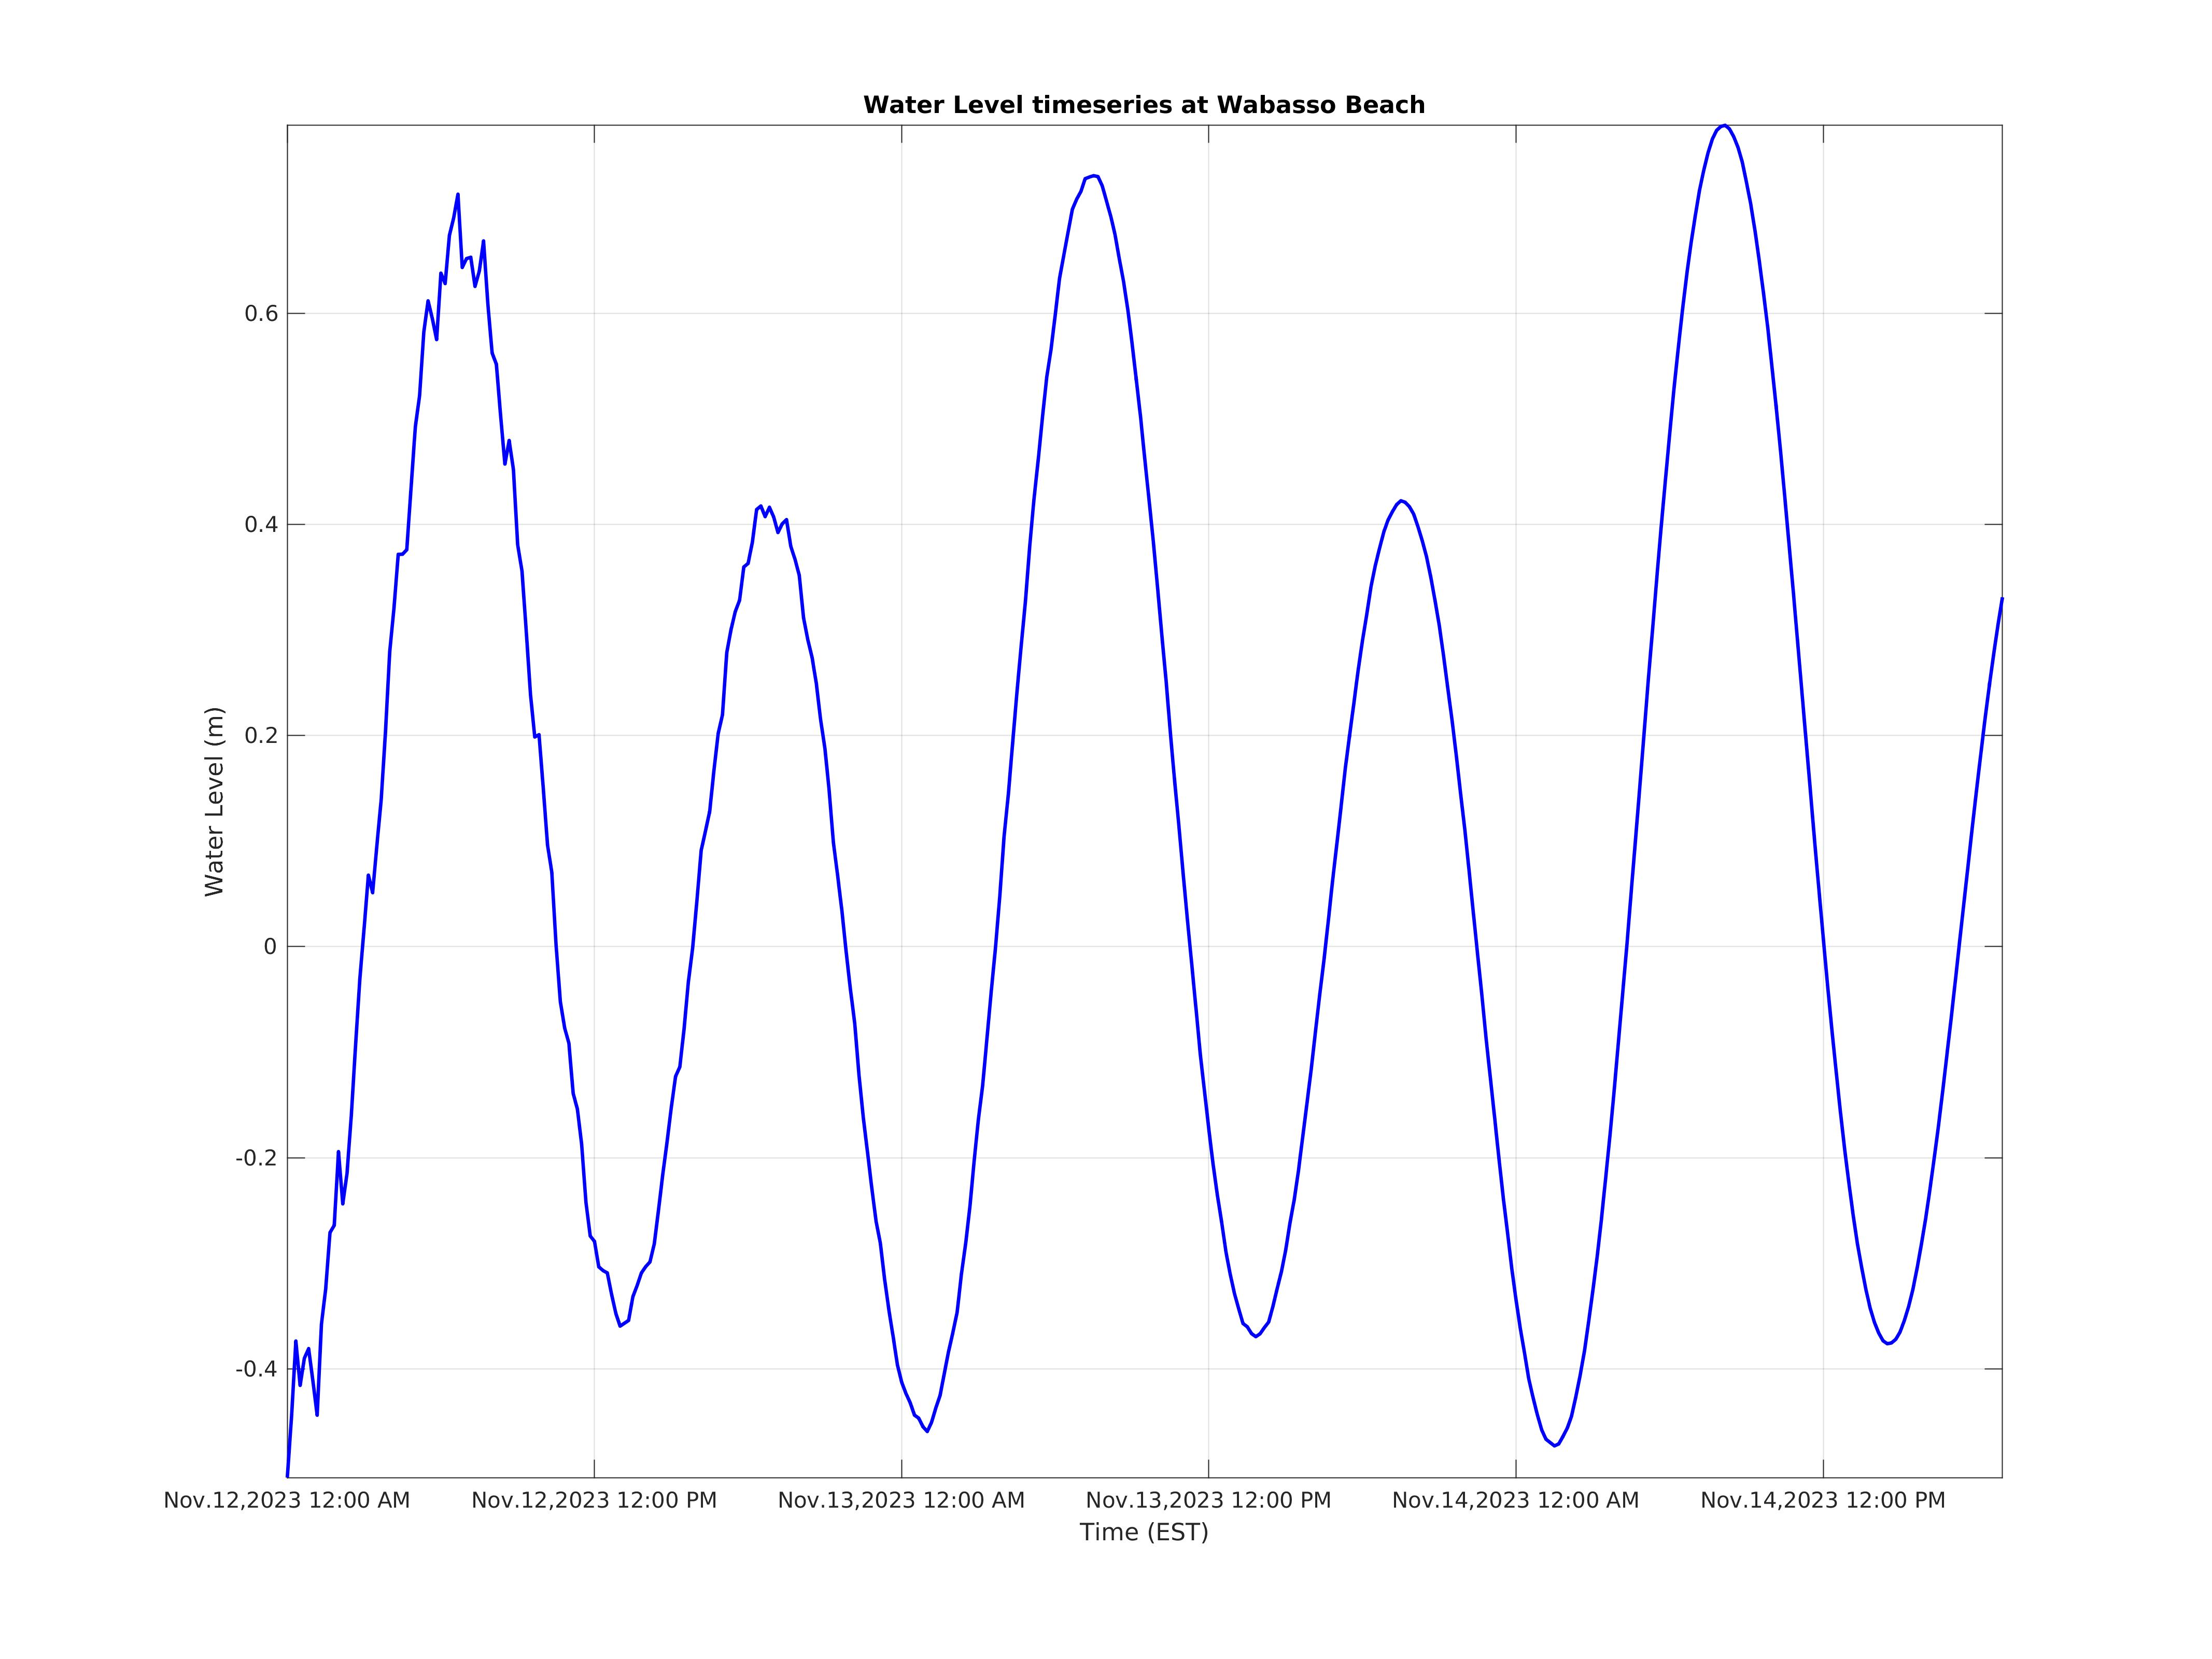 Water Level timeseries at Wabasso Beach
0.6
0.4
0.2
0
-0.2
-0.4
Water Level (m)
Nov.12,2023 12:00 AM
Nov.12,2023 12:00 PM
Nov.13,2023 12:00 AM
Nov.13,2023 12:00 PM
Nov.14,2023 12:00 AM
Nov.14,2023 12:00 PM
Time (EST)